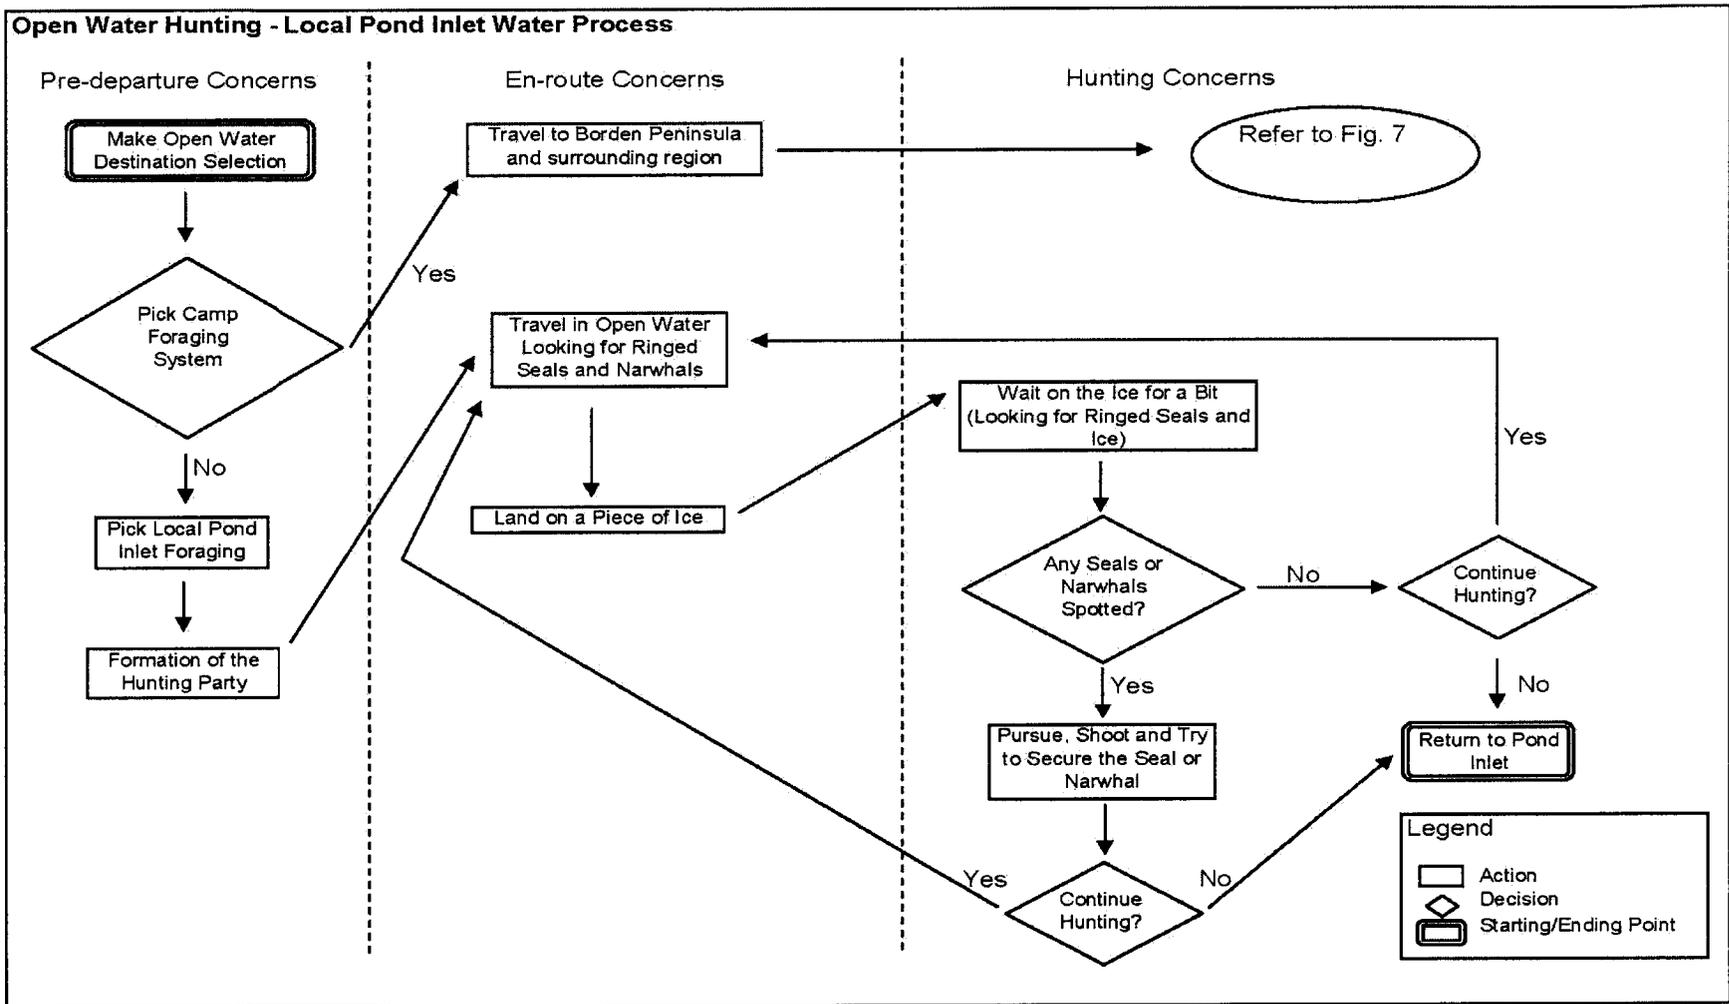 Open Water Hunting - Local Pond Inlet Water Process
Pre-departure Concerns
En-route Concerns
Hunting Concerns
Make Open Water
Destination Selection
Travel to Borden Peninsula
and surrounding region
Refer to Fig. 7
Yes
Pick Camp
Foraging
System
Travel in Open Water
Looking for Ringed
Seals and Narwhals
Wait on the Ice for a Bit
(Looking for Ringed Seals and
Ice)
Yes
No
Land on a Piece of Ice
Pick Local Pond
Inlet Foraging
Any Seals or
Narwhals
Spotted?
No
Continue
Hunting?
Formation of the
Hunting Party
Yes
No
Pursue, Shoot and Try
to Secure the Seal or
Narwhal
Return to Pond
Inlet
Yes
No
Continue
Hunting?
Legend
Action
Decision
Starting/Ending Point